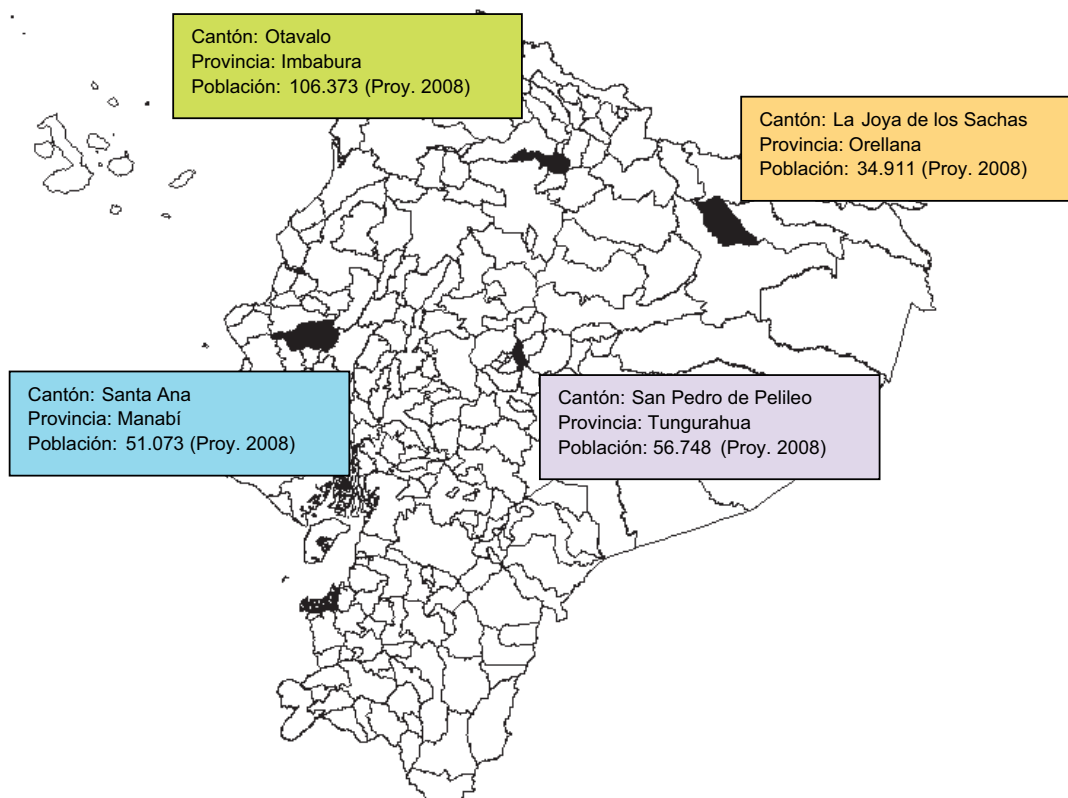 Cantón: Otavalo
Provincia: Imbabura
Población: 106.373 (Proy. 2008)
Cantón: La Joya de los Sachas
Provincia: Orellana
Población: 34.911 (Proy. 2008)
Cantón: Santa Ana
Provincia: Manabí
Población: 51.073 (Proy. 2008)
Cantón: San Pedro de Pelileo
Provincia: Tungurahua
Población: 56.748 (Proy. 2008)